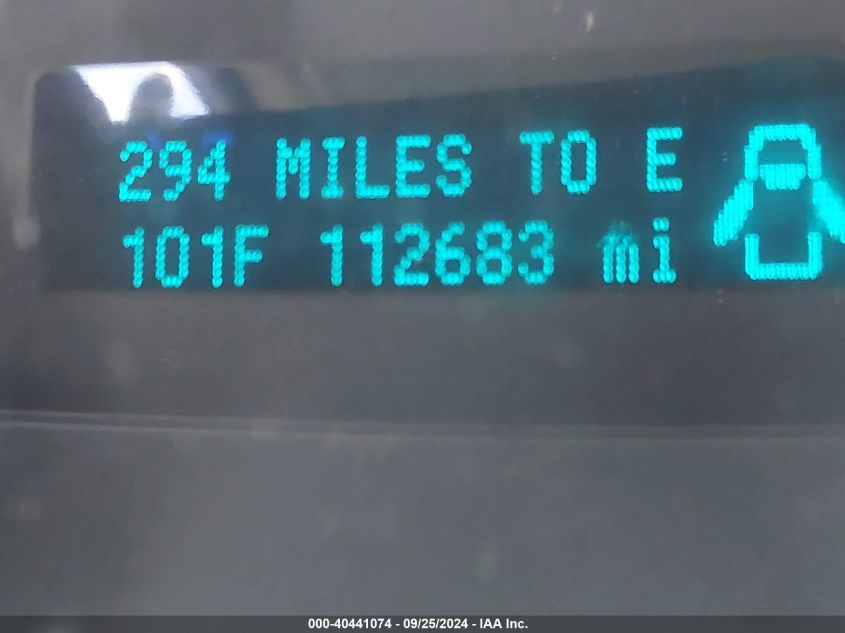 294 MILES TO E
101F 112683 mi
000-40441074 - 09/25/2024 - IAA Inc.